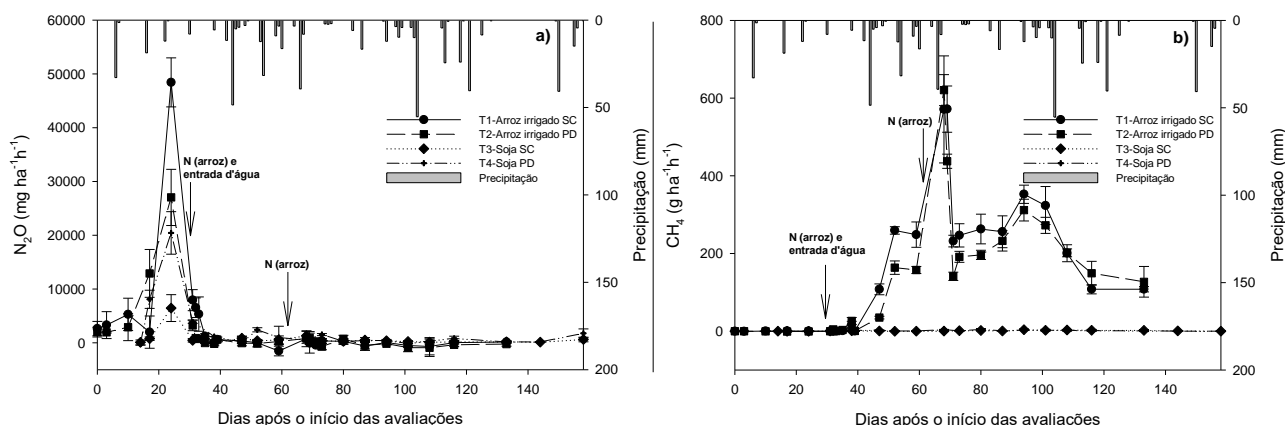 a)
N₂O (mg ha⁻¹h⁻¹)
60000
50000
40000
30000
20000
10000
0
0
50
100
150
200
Precipitação (mm)
N (arroz) e
entrada d'água
N (arroz)
T1-Arroz irrigado SC
T2-Arroz irrigado PD
T3-Soja SC
T4-Soja PD
Precipitação
0 20 40 60 80 100 120 140
Dias após o início das avaliações
b)
CH₄ (g ha⁻¹h⁻¹)
800
600
400
200
0
0
50
100
150
200
Precipitação (mm)
N (arroz)
N (arroz) e
entrada d'água
T1-Arroz irrigado SC
T2-Arroz irrigado PD
T3-Soja SC
T4-Soja PD
Precipitação
0 20 40 60 80 100 120 140
Dias após o início das avaliações